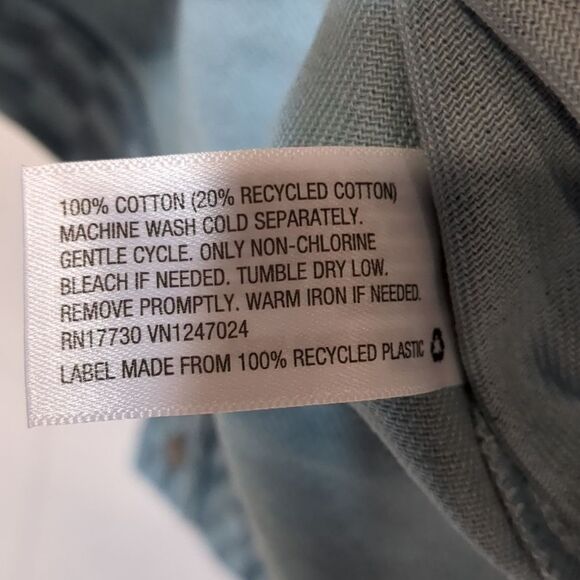 100% COTTON (20% RECYCLED COTTON)
MACHINE WASH COLD SEPARATELY.
GENTLE CYCLE. ONLY NON-CHLORINE
BLEACH IF NEEDED. TUMBLE DRY LOW.
REMOVE PROMPTLY. WARM IRON IF NEEDED.
RN17730 VN1247024
LABEL MADE FROM 100% RECYCLED PLASTIC